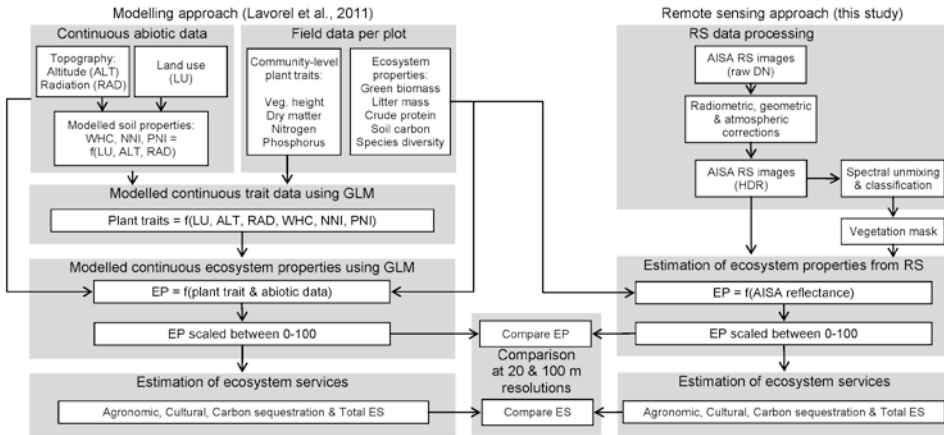 Modelling approach (Lavorel et al., 2011)
Continuous abiotic data
Topography:
Altitude (ALT)
Radiation (RAD)
Land use
(LU)
Modelled soil properties:
WHC, NNI, PNI =
f(LU, ALT, RAD)
Field data per plot
Community-level
plant traits:
Veg. height
Dry matter
Nitrogen
Phosphorus
Ecosystem
properties:
Green biomass
Litter mass
Crude protein
Soil carbon
Species diversity
Modelled continuous trait data using GLM
Plant traits = f(LU, ALT, RAD, WHC, NNI, PNI)
Modelled continuous ecosystem properties using GLM
EP = f(plant trait & abiotic data)
EP scaled between 0-100
Estimation of ecosystem services
Agronomic, Cultural, Carbon sequestration & Total ES
Compare EP
Comparison
at 20 & 100 m
resolutions
Compare ES
Remote sensing approach (this study)
RS data processing
AISA RS images
(raw DN)
Radiometric, geometric
& atmospheric
corrections
AISA RS images
(HDR)
Spectral unmixing
& classification
Vegetation mask
Estimation of ecosystem properties from RS
EP = f(AISA reflectance)
EP scaled between 0-100
Estimation of ecosystem services
Agronomic, Cultural, Carbon sequestration & Total ES